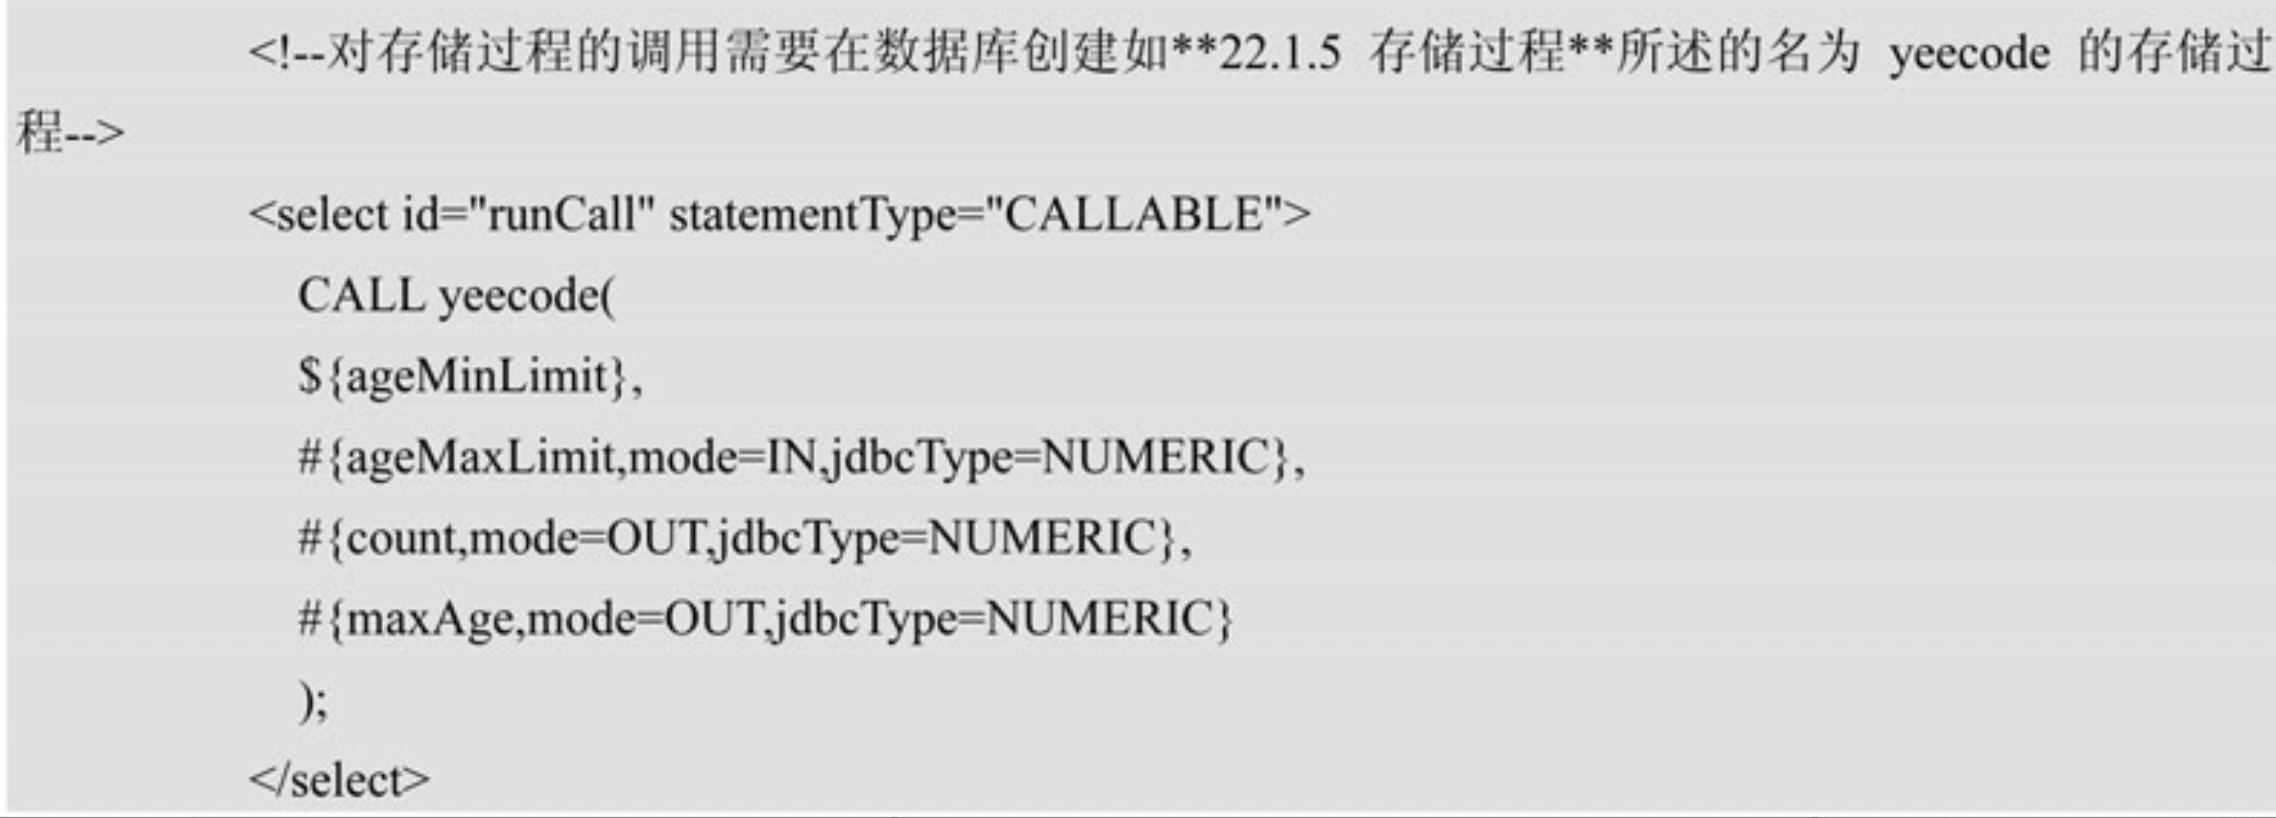 <!--对存储过程的调用需要在数据库创建如**22.1.5 存储过程**所述的名为 yeecode 的存储过
程-->
<select id="runCall" statementType="CALLABLE">
CALL yeecode(
${ageMinLimit},
#{ageMaxLimit,mode=IN,jdbcType=NUMERIC},
#{count,mode=OUT,jdbcType=NUMERIC},
#{maxAge,mode=OUT,jdbcType=NUMERIC}
);
</select>